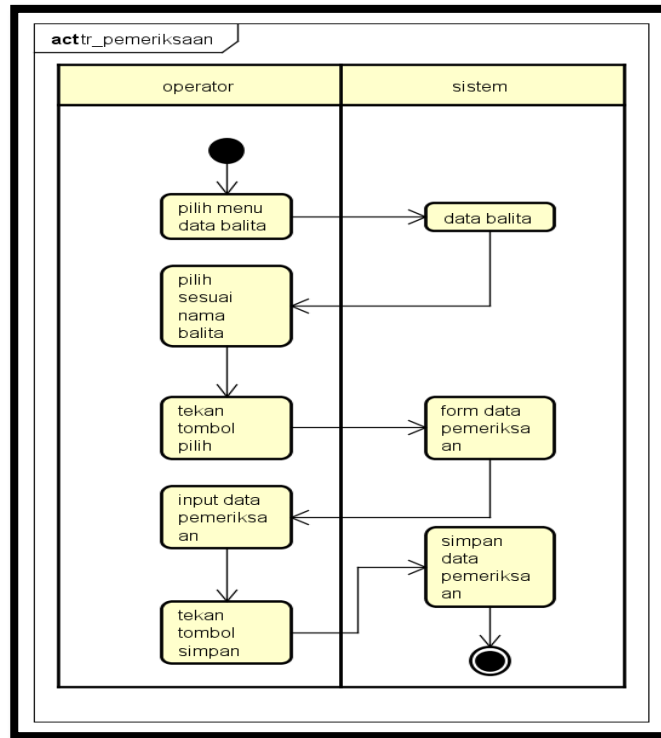 act tr_pemeriksaan
operator
sistem
pilih menu
data balita
data balita
pilih
sesuai
nama
balita
tekan
tombol
pilih
form data
pemeriksa
an
input data
pemeriksa
an
simpan
data
pemeriksa
an
tekan
tombol
simpan